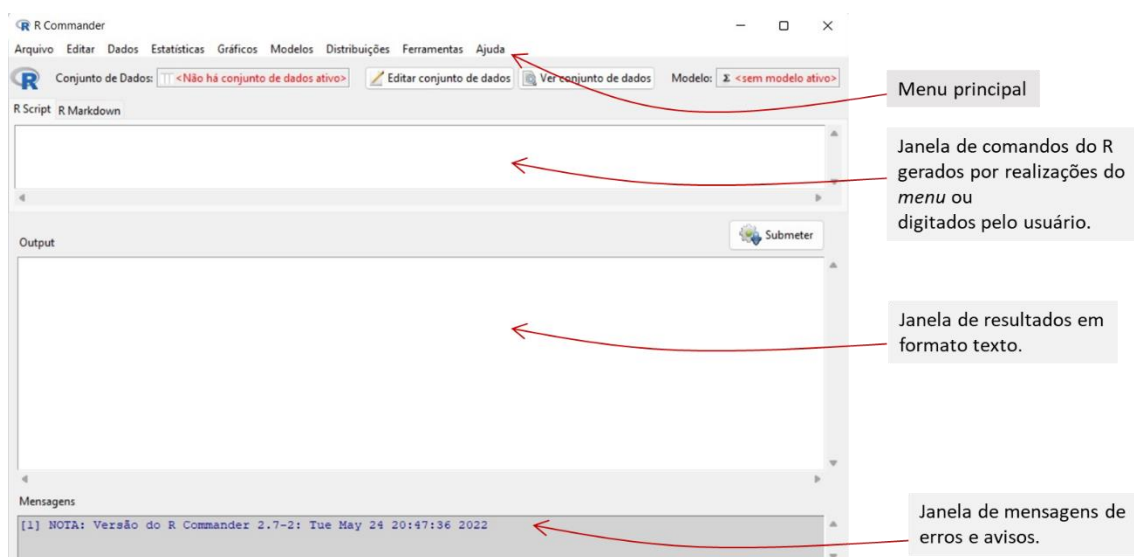 R Commander
Arquivo Editar Dados Estatísticas Gráficos Modelos Distribuições Ferramentas Ajuda
Conjunto de Dados: <Não há conjunto de dados ativo> Editar conjunto de dados Ver conjunto de dados Modelo: Σ <sem modelo ativo>
R Script R Markdown
Menu principal
Janela de comandos do R
gerados por realizações do
menu ou
digitados pelo usuário.
Output
Submeter
Janela de resultados em
formato texto.
Mensagens
[1] NOTA: Versão do R Commander 2.7-2: Tue May 24 20:47:36 2022
Janela de mensagens de
erros e avisos.